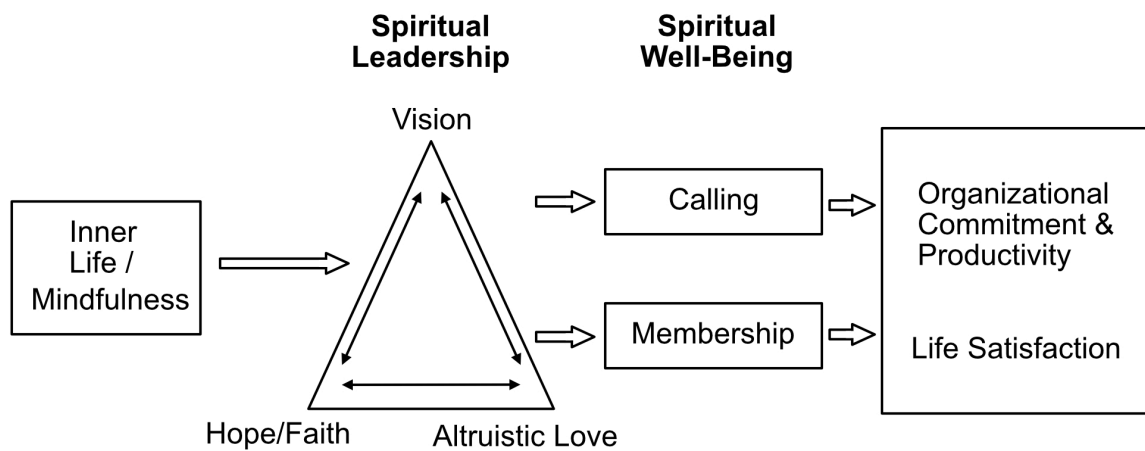 Spiritual
Leadership
Spiritual
Well-Being
Vision
Inner
Life /
Mindfulness
Calling
Membership
Organizational
Commitment &
Productivity
Life Satisfaction
Hope/Faith
Altruistic Love